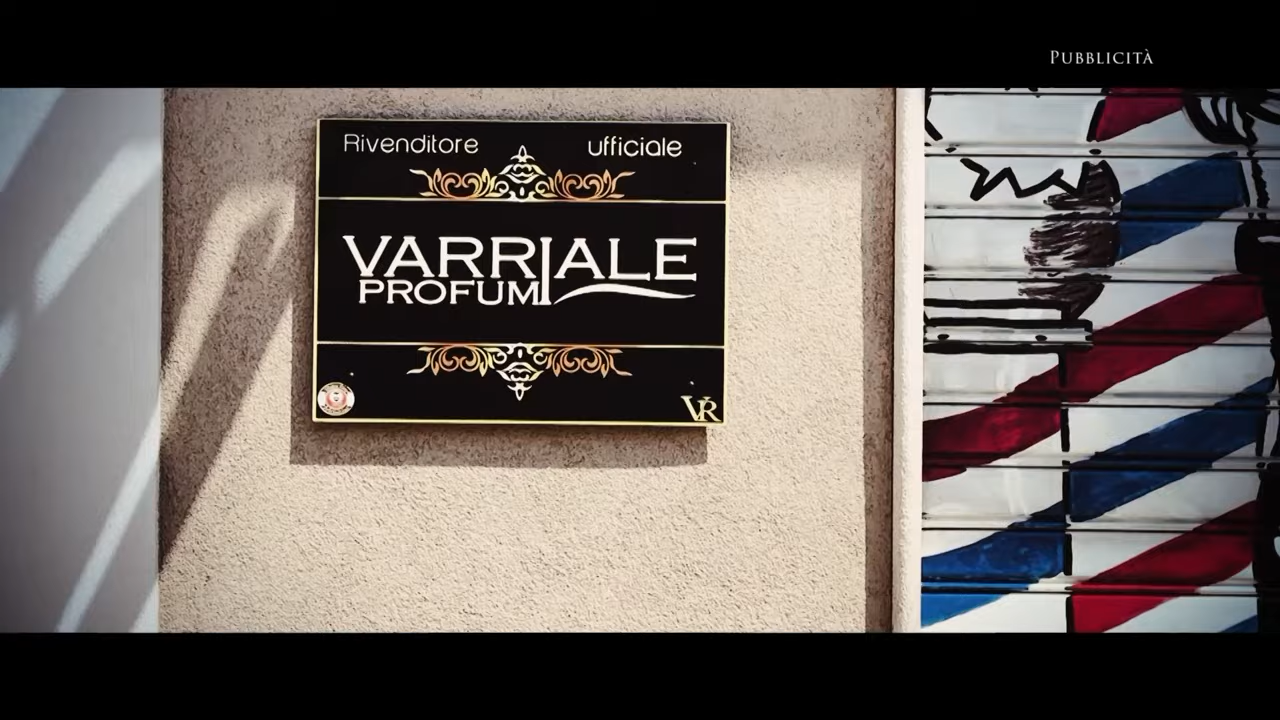 PUBBLICITÀ
Rivenditore ufficiale
VARRIALE
PROFUMI
VR